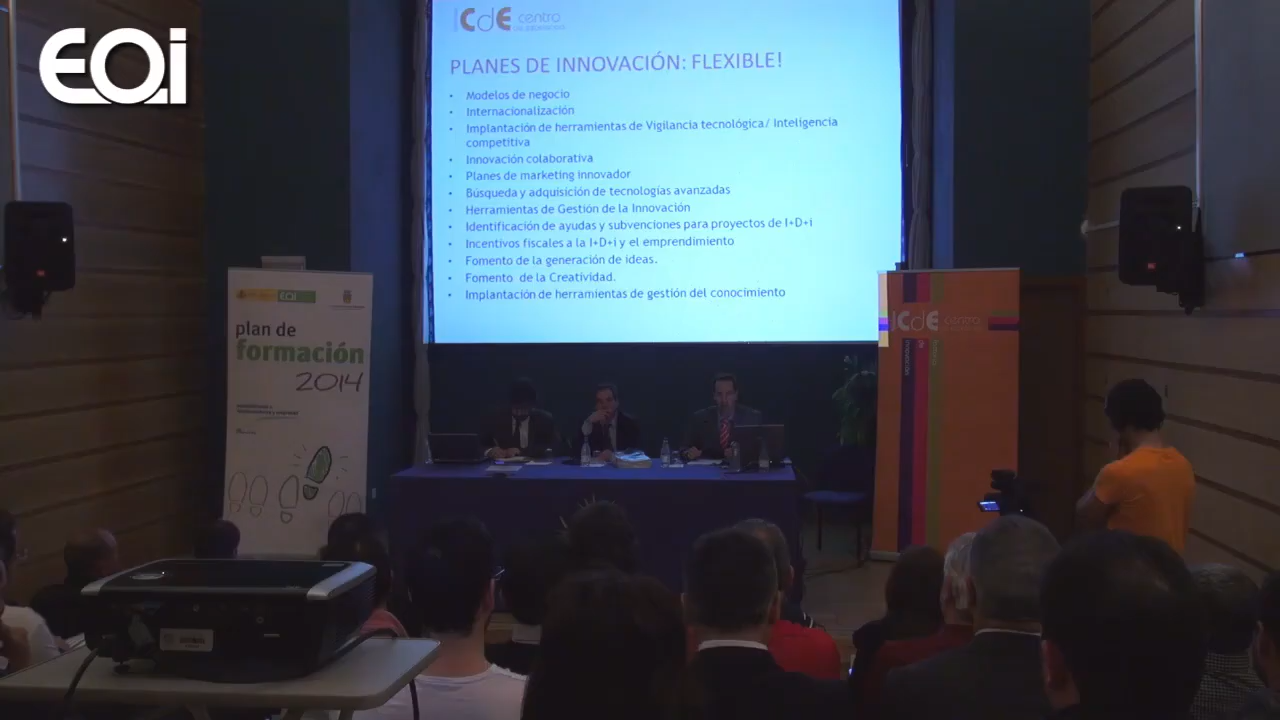 EOi
ICdE centro
PLANES DE INNOVACIÓN: FLEXIBLE!
• Modelos de negocio
• Internacionalización
• Implantación de herramientas de Vigilancia tecnológica/ Inteligencia
competitiva
• Innovación colaborativa
• Planes de marketing innovador
• Búsqueda y adquisición de tecnologías avanzadas
• Herramientas de Gestión de la Innovación
• Identificación de ayudas y subvenciones para proyectos de I+D+i
• Incentivos fiscales a la I+D+i y el emprendimiento
• Fomento de la generación de ideas.
• Fomento de la Creatividad.
• Implantación de herramientas de gestión del conocimiento
EOi
plan de
formación
2014
ICdE centro